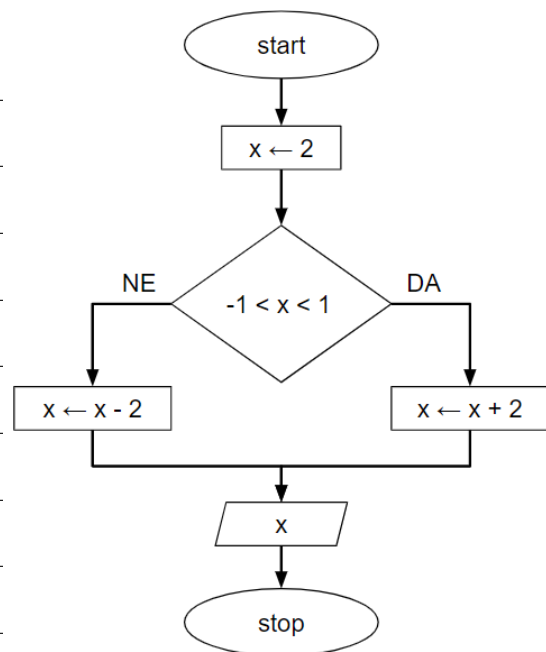 start
x ← 2
NE
DA
-1 < x < 1
x ← x - 2
x ← x + 2
x
stop